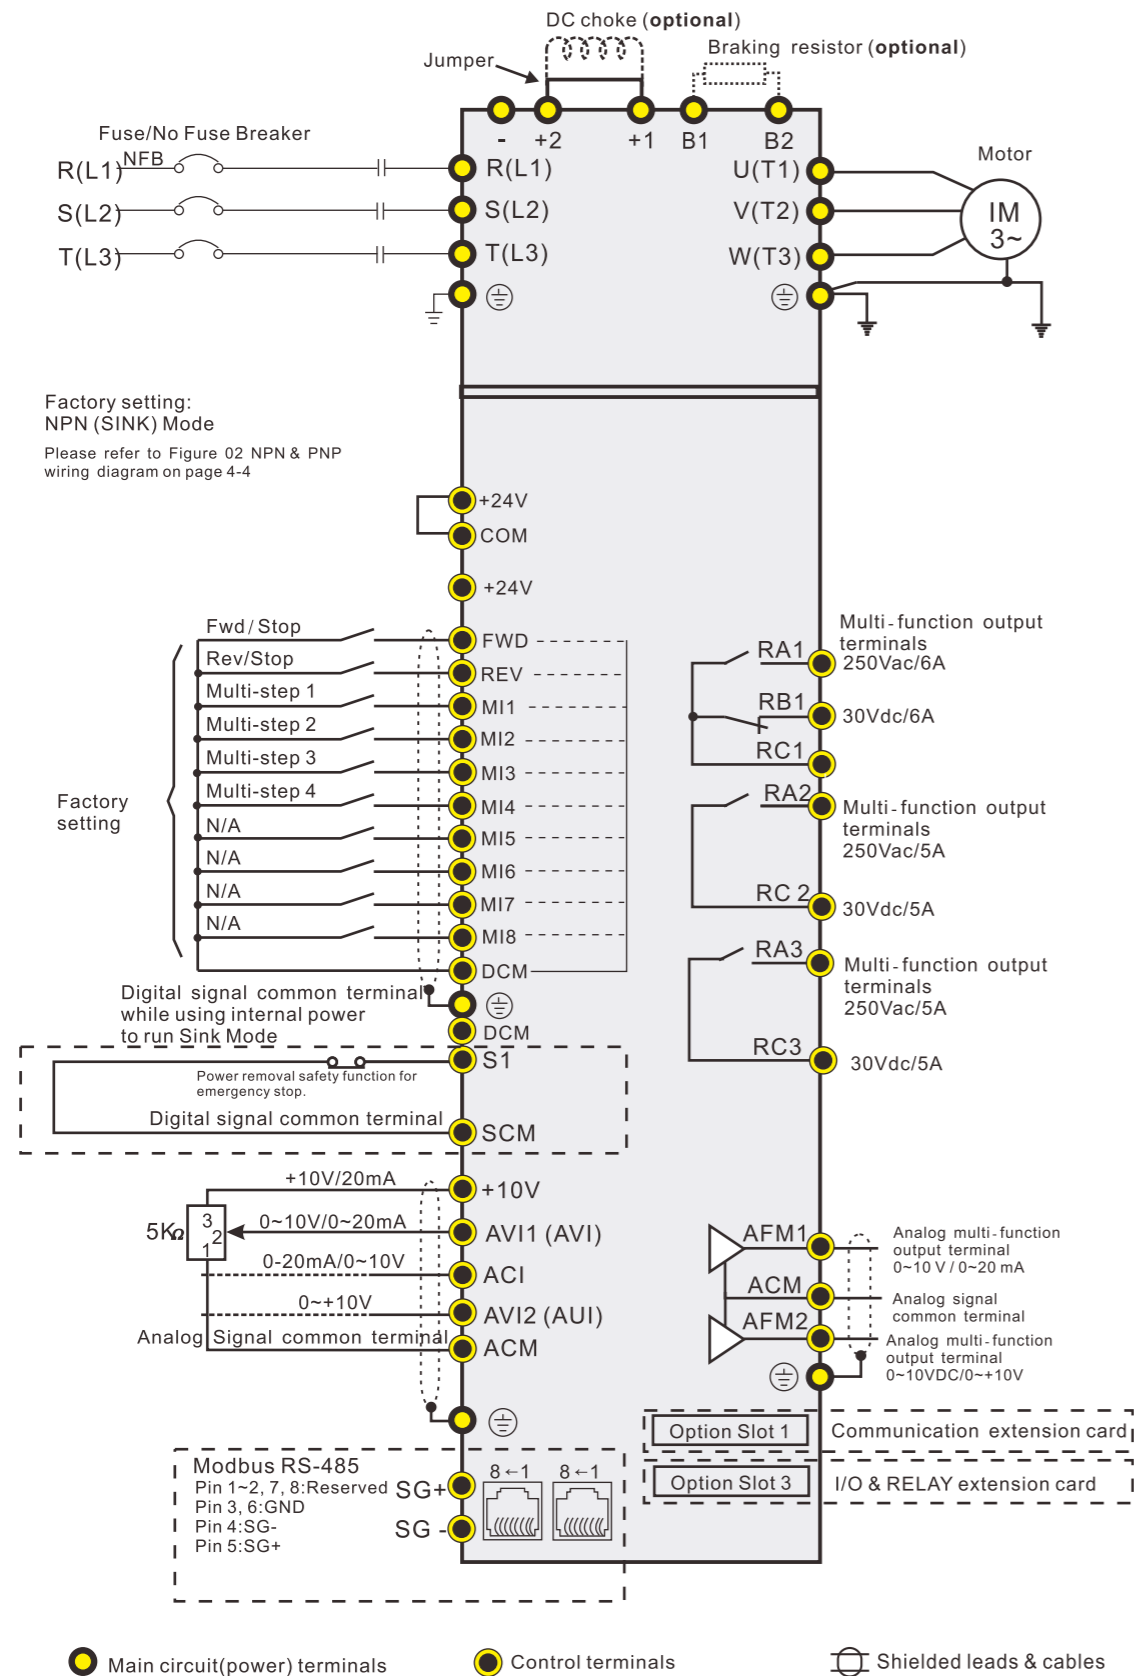 DC choke (optional)
Braking resistor (optional)
Jumper
- +2 +1 B1 B2
Fuse/No Fuse Breaker
NFB
R(L1) R(L1) U(T1)
S(L2) S(L2) V(T2)
T(L3) T(L3) W(T3)
Motor
IM
3~
Factory setting:
NPN (SINK) Mode
Please refer to Figure 02 NPN & PNP
wiring diagram on page 4-4
+24V
COM
+24V
Factory
setting
Fwd/Stop FWD
Rev/Stop REV
Multi-step 1 MI1
Multi-step 2 MI2
Multi-step 3 MI3
Multi-step 4 MI4
N/A MI5
N/A MI6
N/A MI7
N/A MI8
DCM
Digital signal common terminal
while using internal power
to run Sink Mode
DCM
S1
Power removal safety function for
emergency stop.
Digital signal common terminal
SCM
RA1
RB1
RC1
Multi-function output
terminals
250Vac/6A
30Vdc/6A
RA2
RC 2
Multi-function output
terminals
250Vac/5A
30Vdc/5A
RA3
RC3
Multi-function output
terminals
250Vac/5A
30Vdc/5A
+10V/20mA +10V
5KΩ
3
2
1
0~10V/0~20mA AVI1 (AVI)
0-20mA/0~10V ACI
0~+10V AVI2 (AUI)
Analog Signal common terminal ACM
AFM1
Analog multi-function
output terminal
0~10 V / 0~20 mA
ACM
Analog signal
common terminal
AFM2
Analog multi-function
output terminal
0~10VDC/0~+10V
Option Slot 1 Communication extension card
Option Slot 3 I/O & RELAY extension card
Modbus RS-485
Pin 1~2, 7, 8:Reserved
Pin 3, 6:GND
Pin 4:SG-
Pin 5:SG+
SG+
SG -
8←1 8←1
Main circuit(power) terminals Control terminals Shielded leads & cables